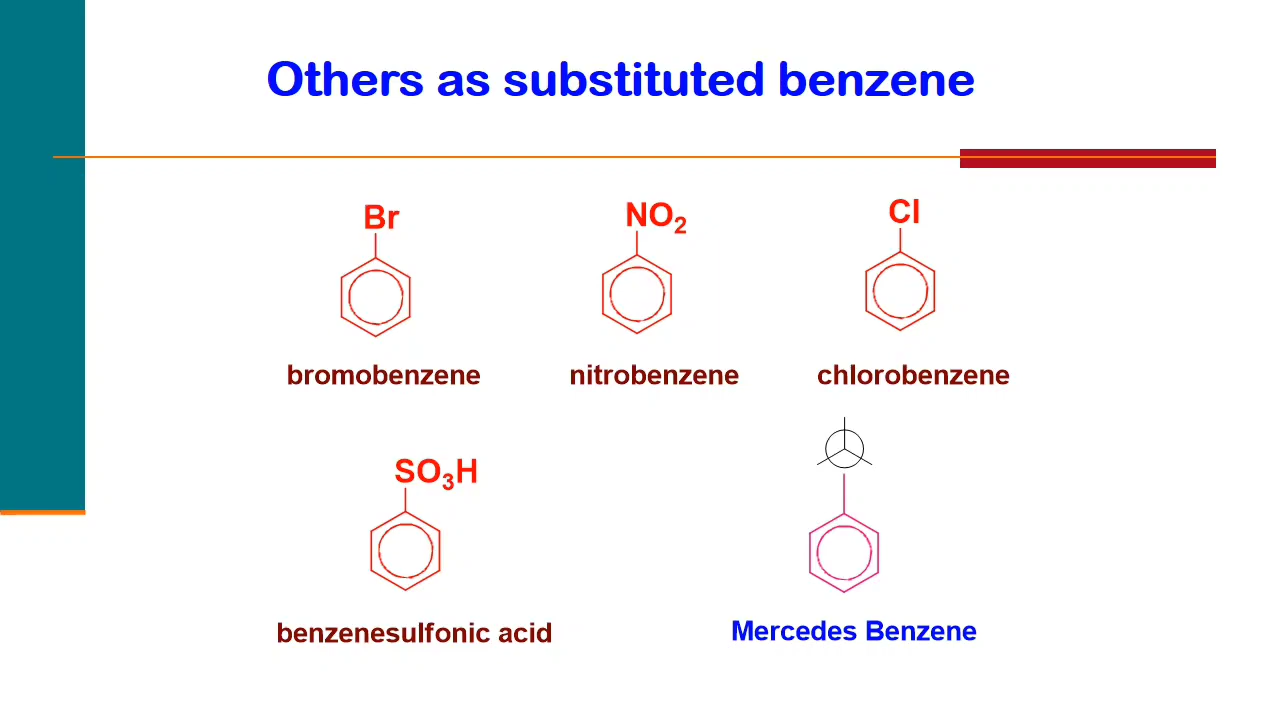 Others as substituted benzene
Br
NO₂
Cl
bromobenzene
nitrobenzene
chlorobenzene
SO₃H
benzenesulfonic acid
Mercedes Benzene